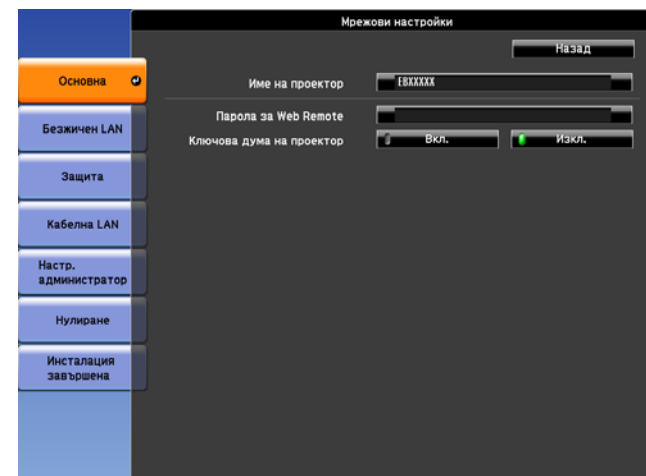 Мрежови настройки
Назад
Основна
Име на проектор
EBXXXXX
Парола за Web Remote
Безжичен LAN
Ключова дума на проектор
Вкл.
Изкл.
Защита
Кабелна LAN
Настр.
администратор
Нулиране
Инсталация
завършена